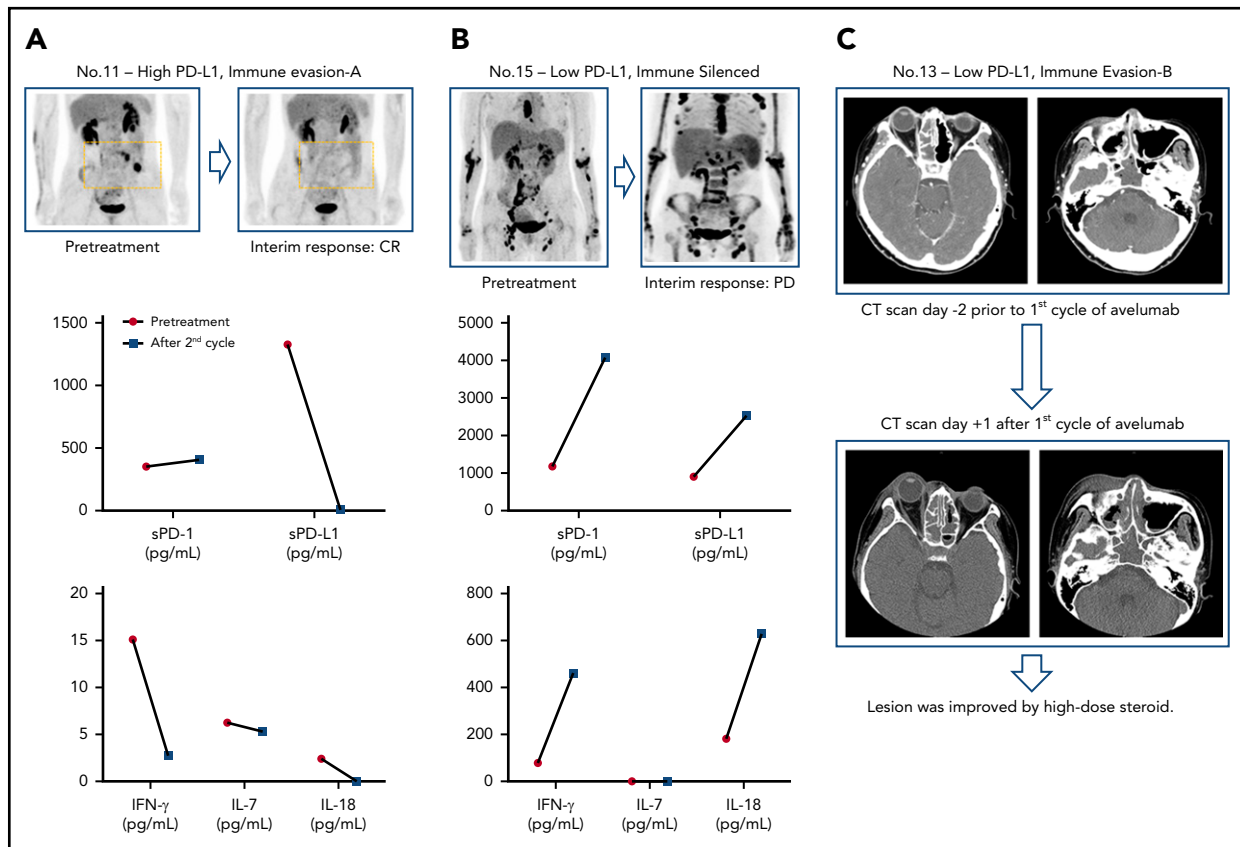 A
No.11 – High PD-L1, Immune evasion-A
Pretreatment
Interim response: CR
1500
1000
500
0
Pretreatment
After 2nd cycle
sPD-1
(pg/mL)
sPD-L1
(pg/mL)
20
15
10
5
0
IFN-γ
(pg/mL)
IL-7
(pg/mL)
IL-18
(pg/mL)
B
No.15 – Low PD-L1, Immune Silenced
Pretreatment
Interim response: PD
5000
4000
3000
2000
1000
0
sPD-1
(pg/mL)
sPD-L1
(pg/mL)
800
600
400
200
0
IFN-γ
(pg/mL)
IL-7
(pg/mL)
IL-18
(pg/mL)
C
No.13 – Low PD-L1, Immune Evasion-B
CT scan day -2 prior to 1st cycle of avelumab
CT scan day +1 after 1st cycle of avelumab
Lesion was improved by high-dose steroid.